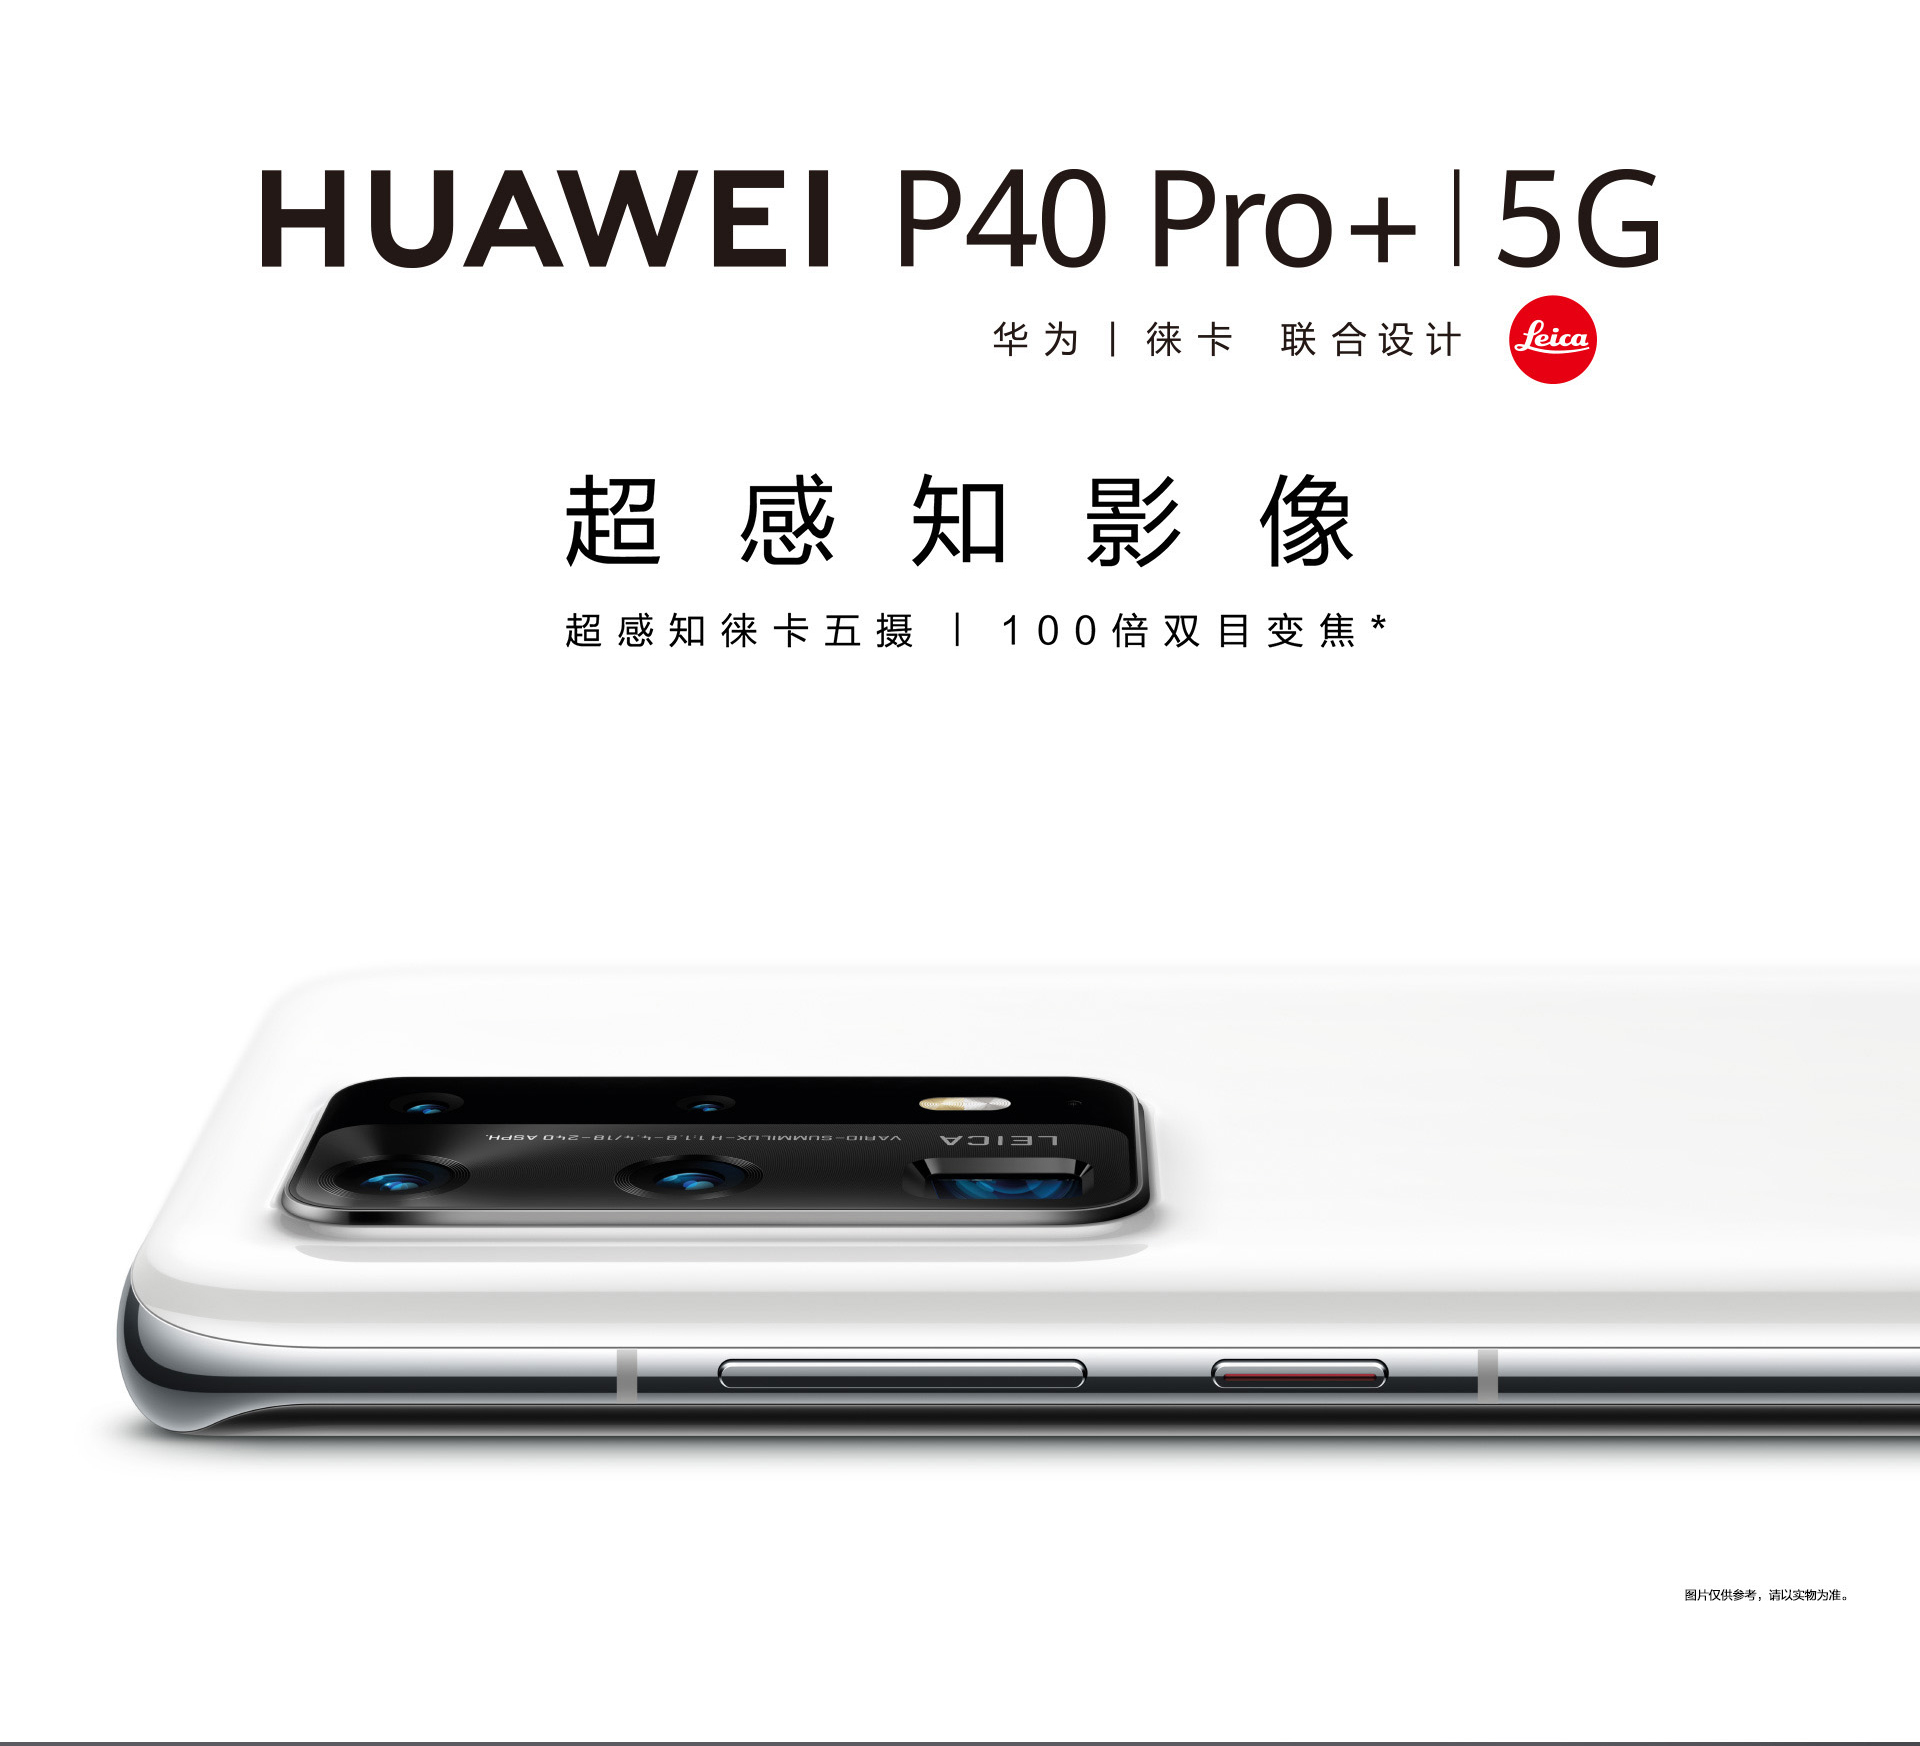 HUAWEI P40 Pro+ | 5G
华为 | 徕卡 联合设计 Leica
超感知影像
超感知徕卡五摄 | 100倍双目变焦*
LEICA VARIO-SUMMILUX-H 1:1.8-4.4/18-240 ASPH.
图片仅供参考，请以实物为准。